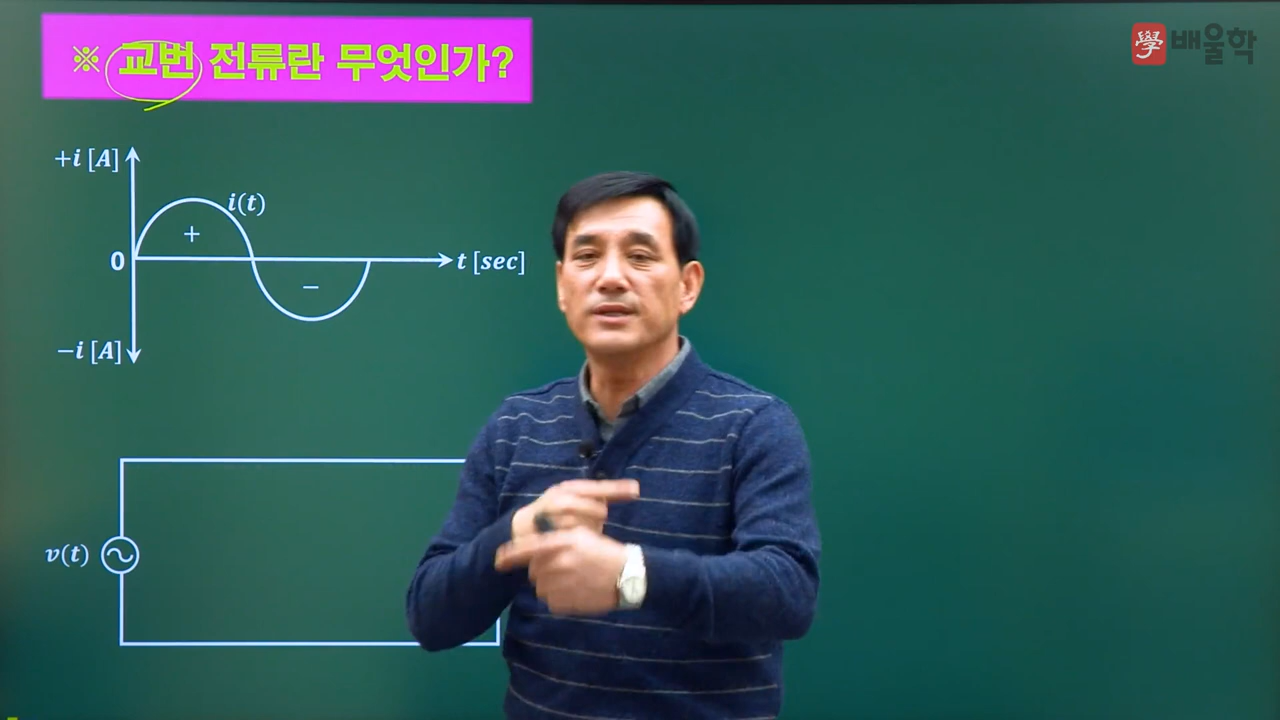 ※ 교번 전류란 무엇인가?
學 배울학
+i [A]
i(t)
+
0
t [sec]
−
−i [A]
v(t)